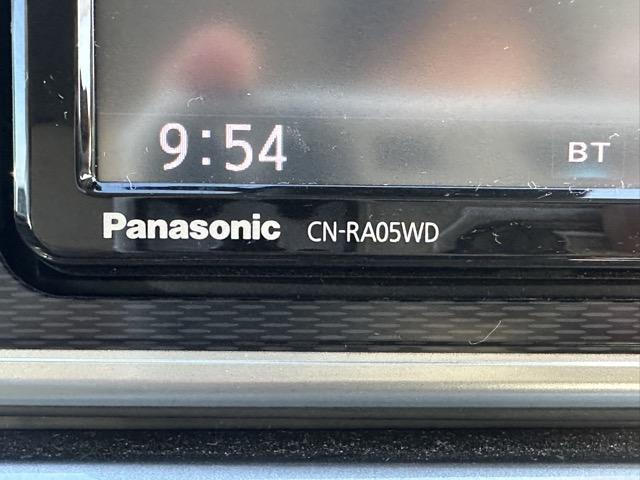 9:54 BT
Panasonic CN-RA05WD